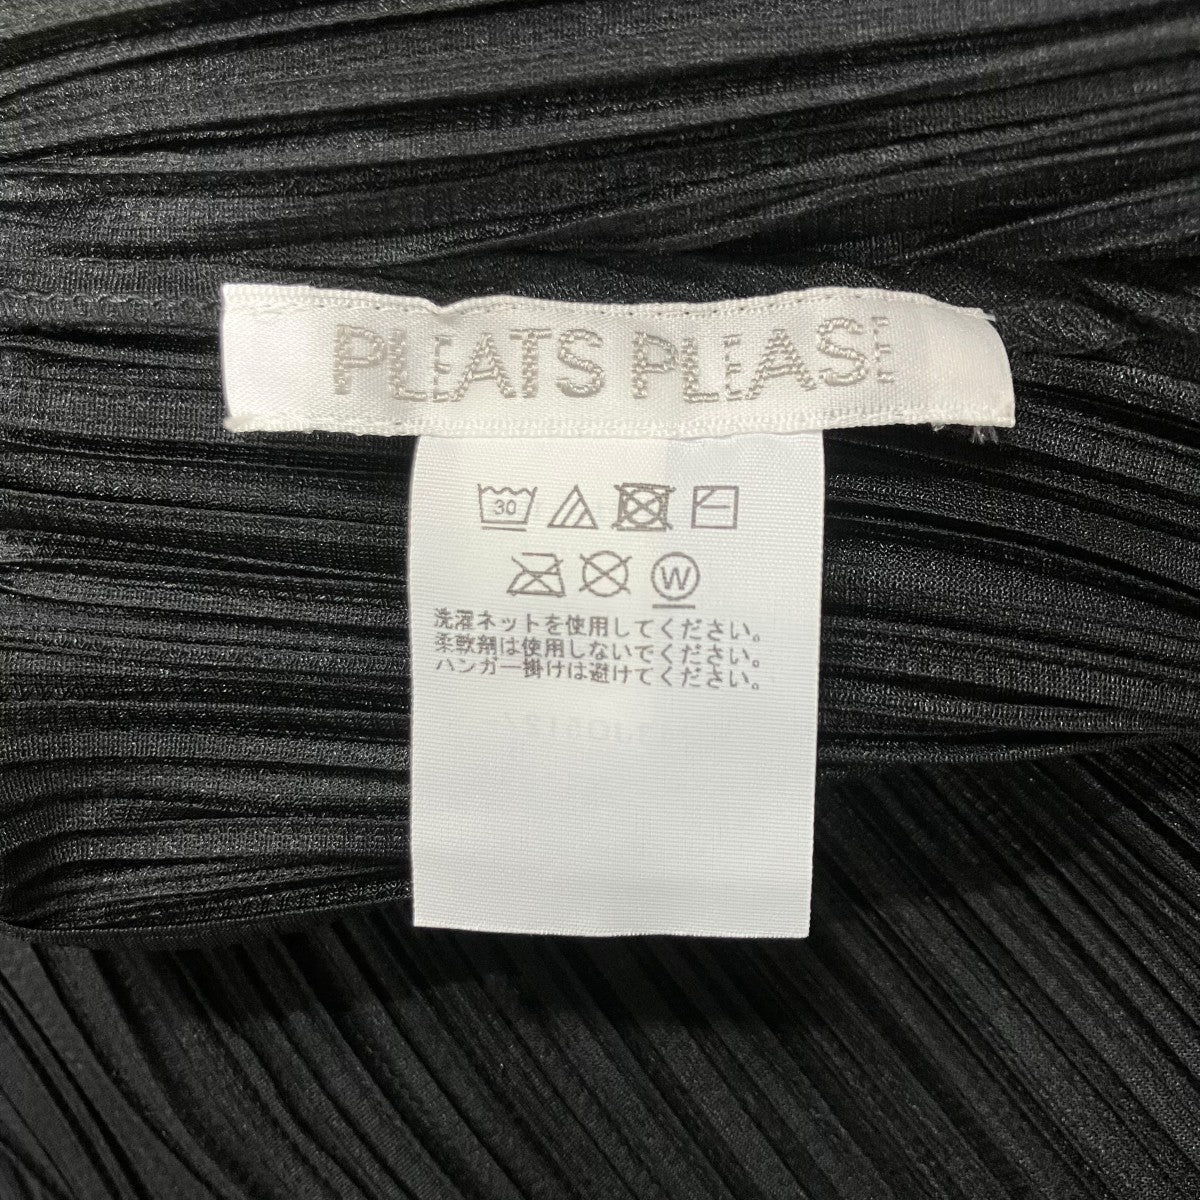 PLEATS PLEASE
30
W
洗濯ネットを使用してください。
柔軟剤は使用しないでください。
ハンガー掛けは避けてください。